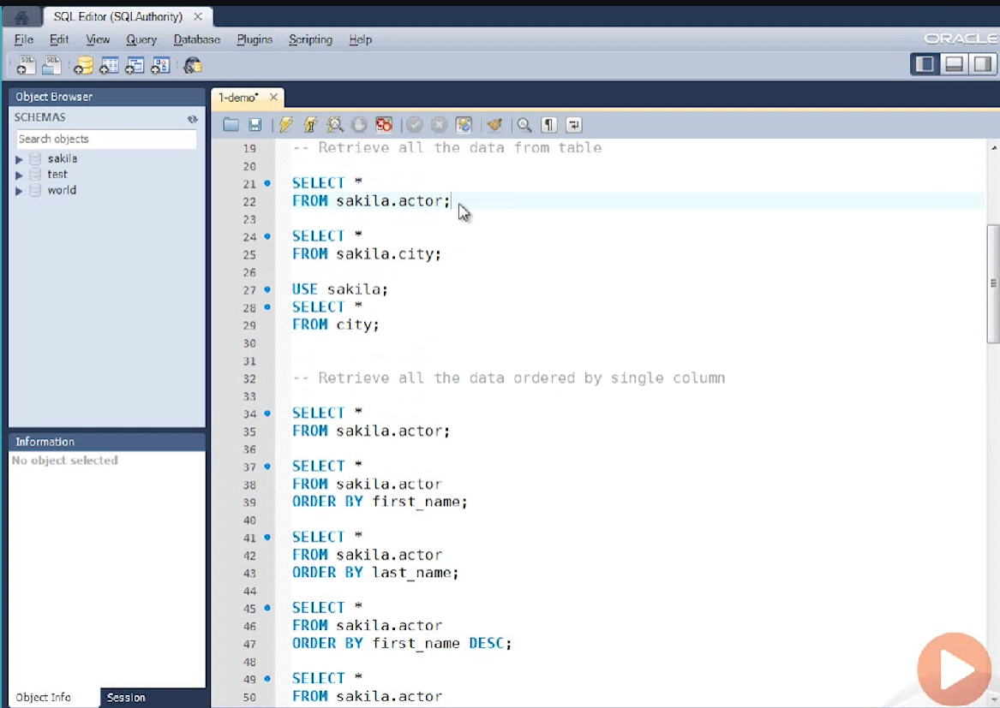 SQL Editor (SQLAuthority)
File Edit View Query Database Plugins Scripting Help
ORACLE
SQL SQL
Object Browser
SCHEMAS
Search objects
sakila
test
world
Information
No object selected
Object Info Session
1-demo*
19 -- Retrieve all the data from table
20
21 SELECT *
22 FROM sakila.actor;
23
24 SELECT *
25 FROM sakila.city;
26
27 USE sakila;
28 SELECT *
29 FROM city;
30
31
32 -- Retrieve all the data ordered by single column
33
34 SELECT *
35 FROM sakila.actor;
36
37 SELECT *
38 FROM sakila.actor
39 ORDER BY first_name;
40
41 SELECT *
42 FROM sakila.actor
43 ORDER BY last_name;
44
45 SELECT *
46 FROM sakila.actor
47 ORDER BY first_name DESC;
48
49 SELECT *
50 FROM sakila.actor